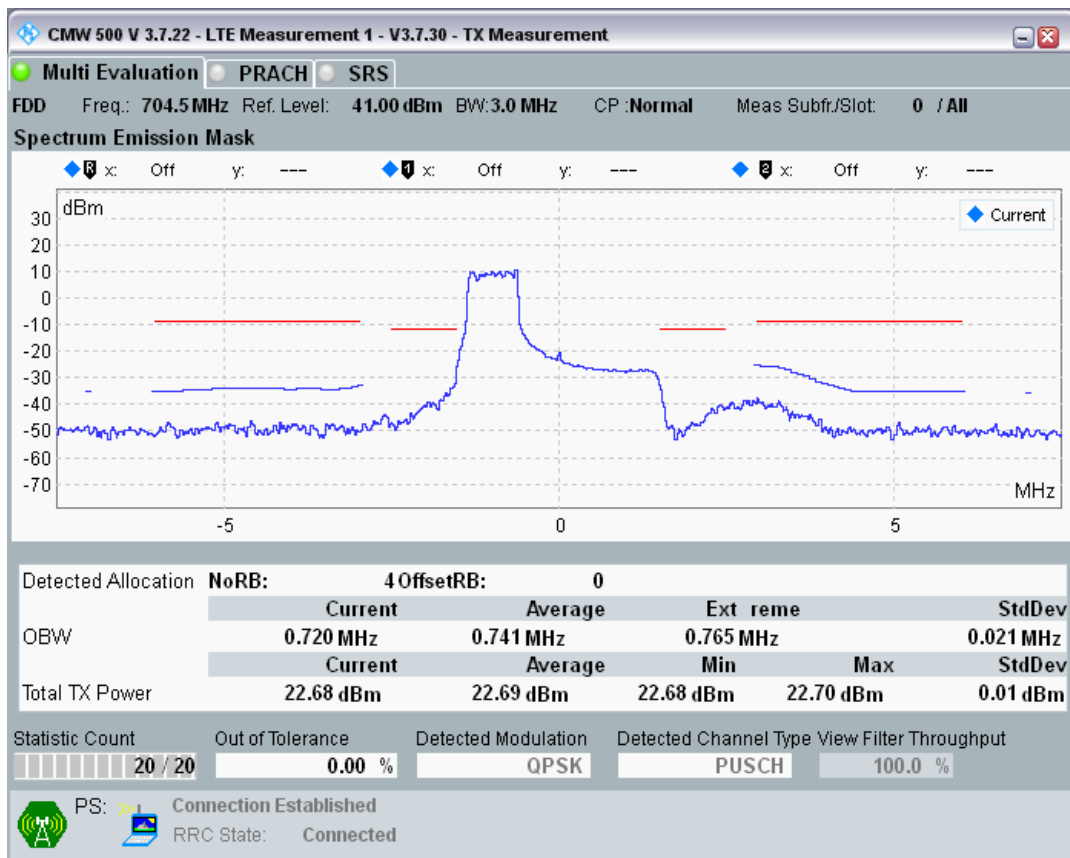 CMW 500 V 3.7.22 - LTE Measurement 1 - V3.7.30 - TX Measurement
Multi Evaluation PRACH SRS
FDD Freq.: 704.5 MHz Ref. Level: 41.00 dBm BW: 3.0 MHz CP : Normal Meas Subfr./Slot: 0 / All
Spectrum Emission Mask
R x: Off y: --- 1 x: Off y: --- 2 x: Off y: ---
dBm
Current
30
20
10
0
-10
-20
-30
-40
-50
-60
-70
MHz
-5 0 5
Detected Allocation NoRB: 4 OffsetRB: 0
Current Average Ext reme StdDev
OBW 0.720 MHz 0.741 MHz 0.765 MHz 0.021 MHz
Current Average Min Max StdDev
Total TX Power 22.68 dBm 22.69 dBm 22.68 dBm 22.70 dBm 0.01 dBm
Statistic Count Out of Tolerance Detected Modulation Detected Channel Type View Filter Throughput
20 / 20 0.00 % QPSK PUSCH 100.0 %
PS: Connection Established
RRC State: Connected